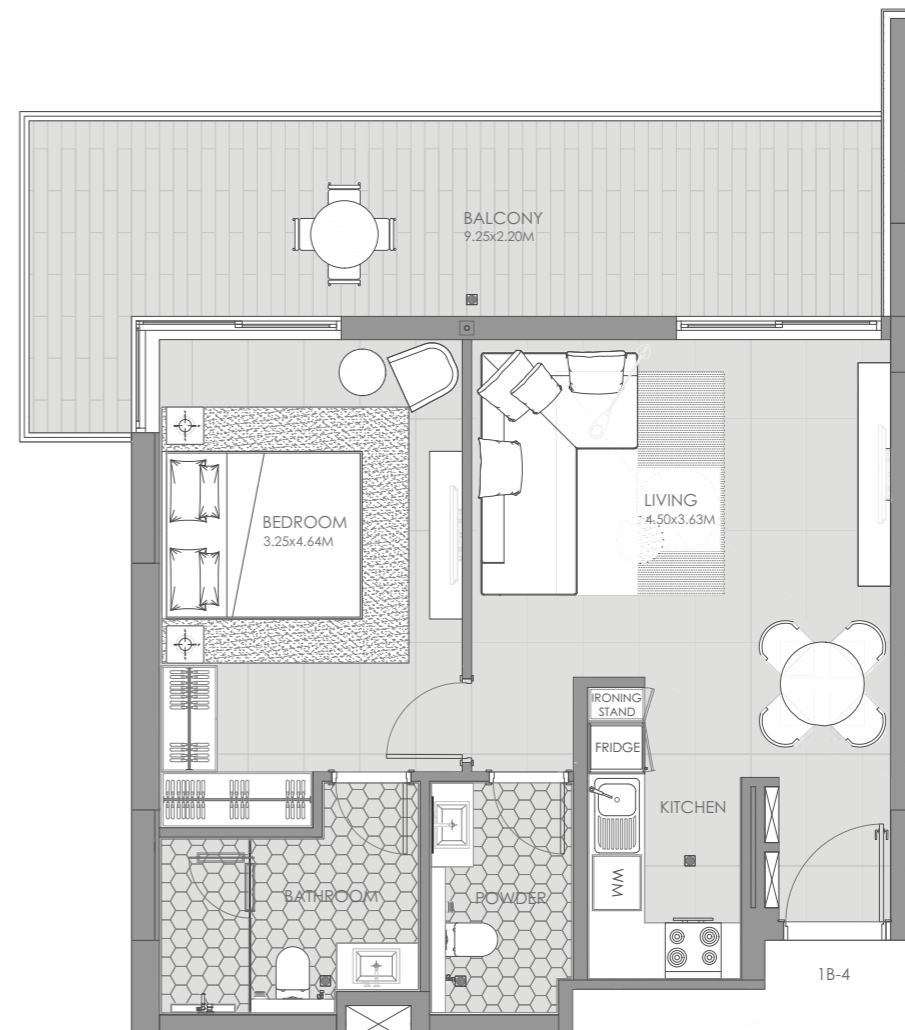 BALCONY
9.25x2.20M
BEDROOM
3.25x4.64M
LIVING
4.50x3.63M
IRONING
STAND
FRIDGE
KITCHEN
WM
BATHROOM
POWDER
1B-4